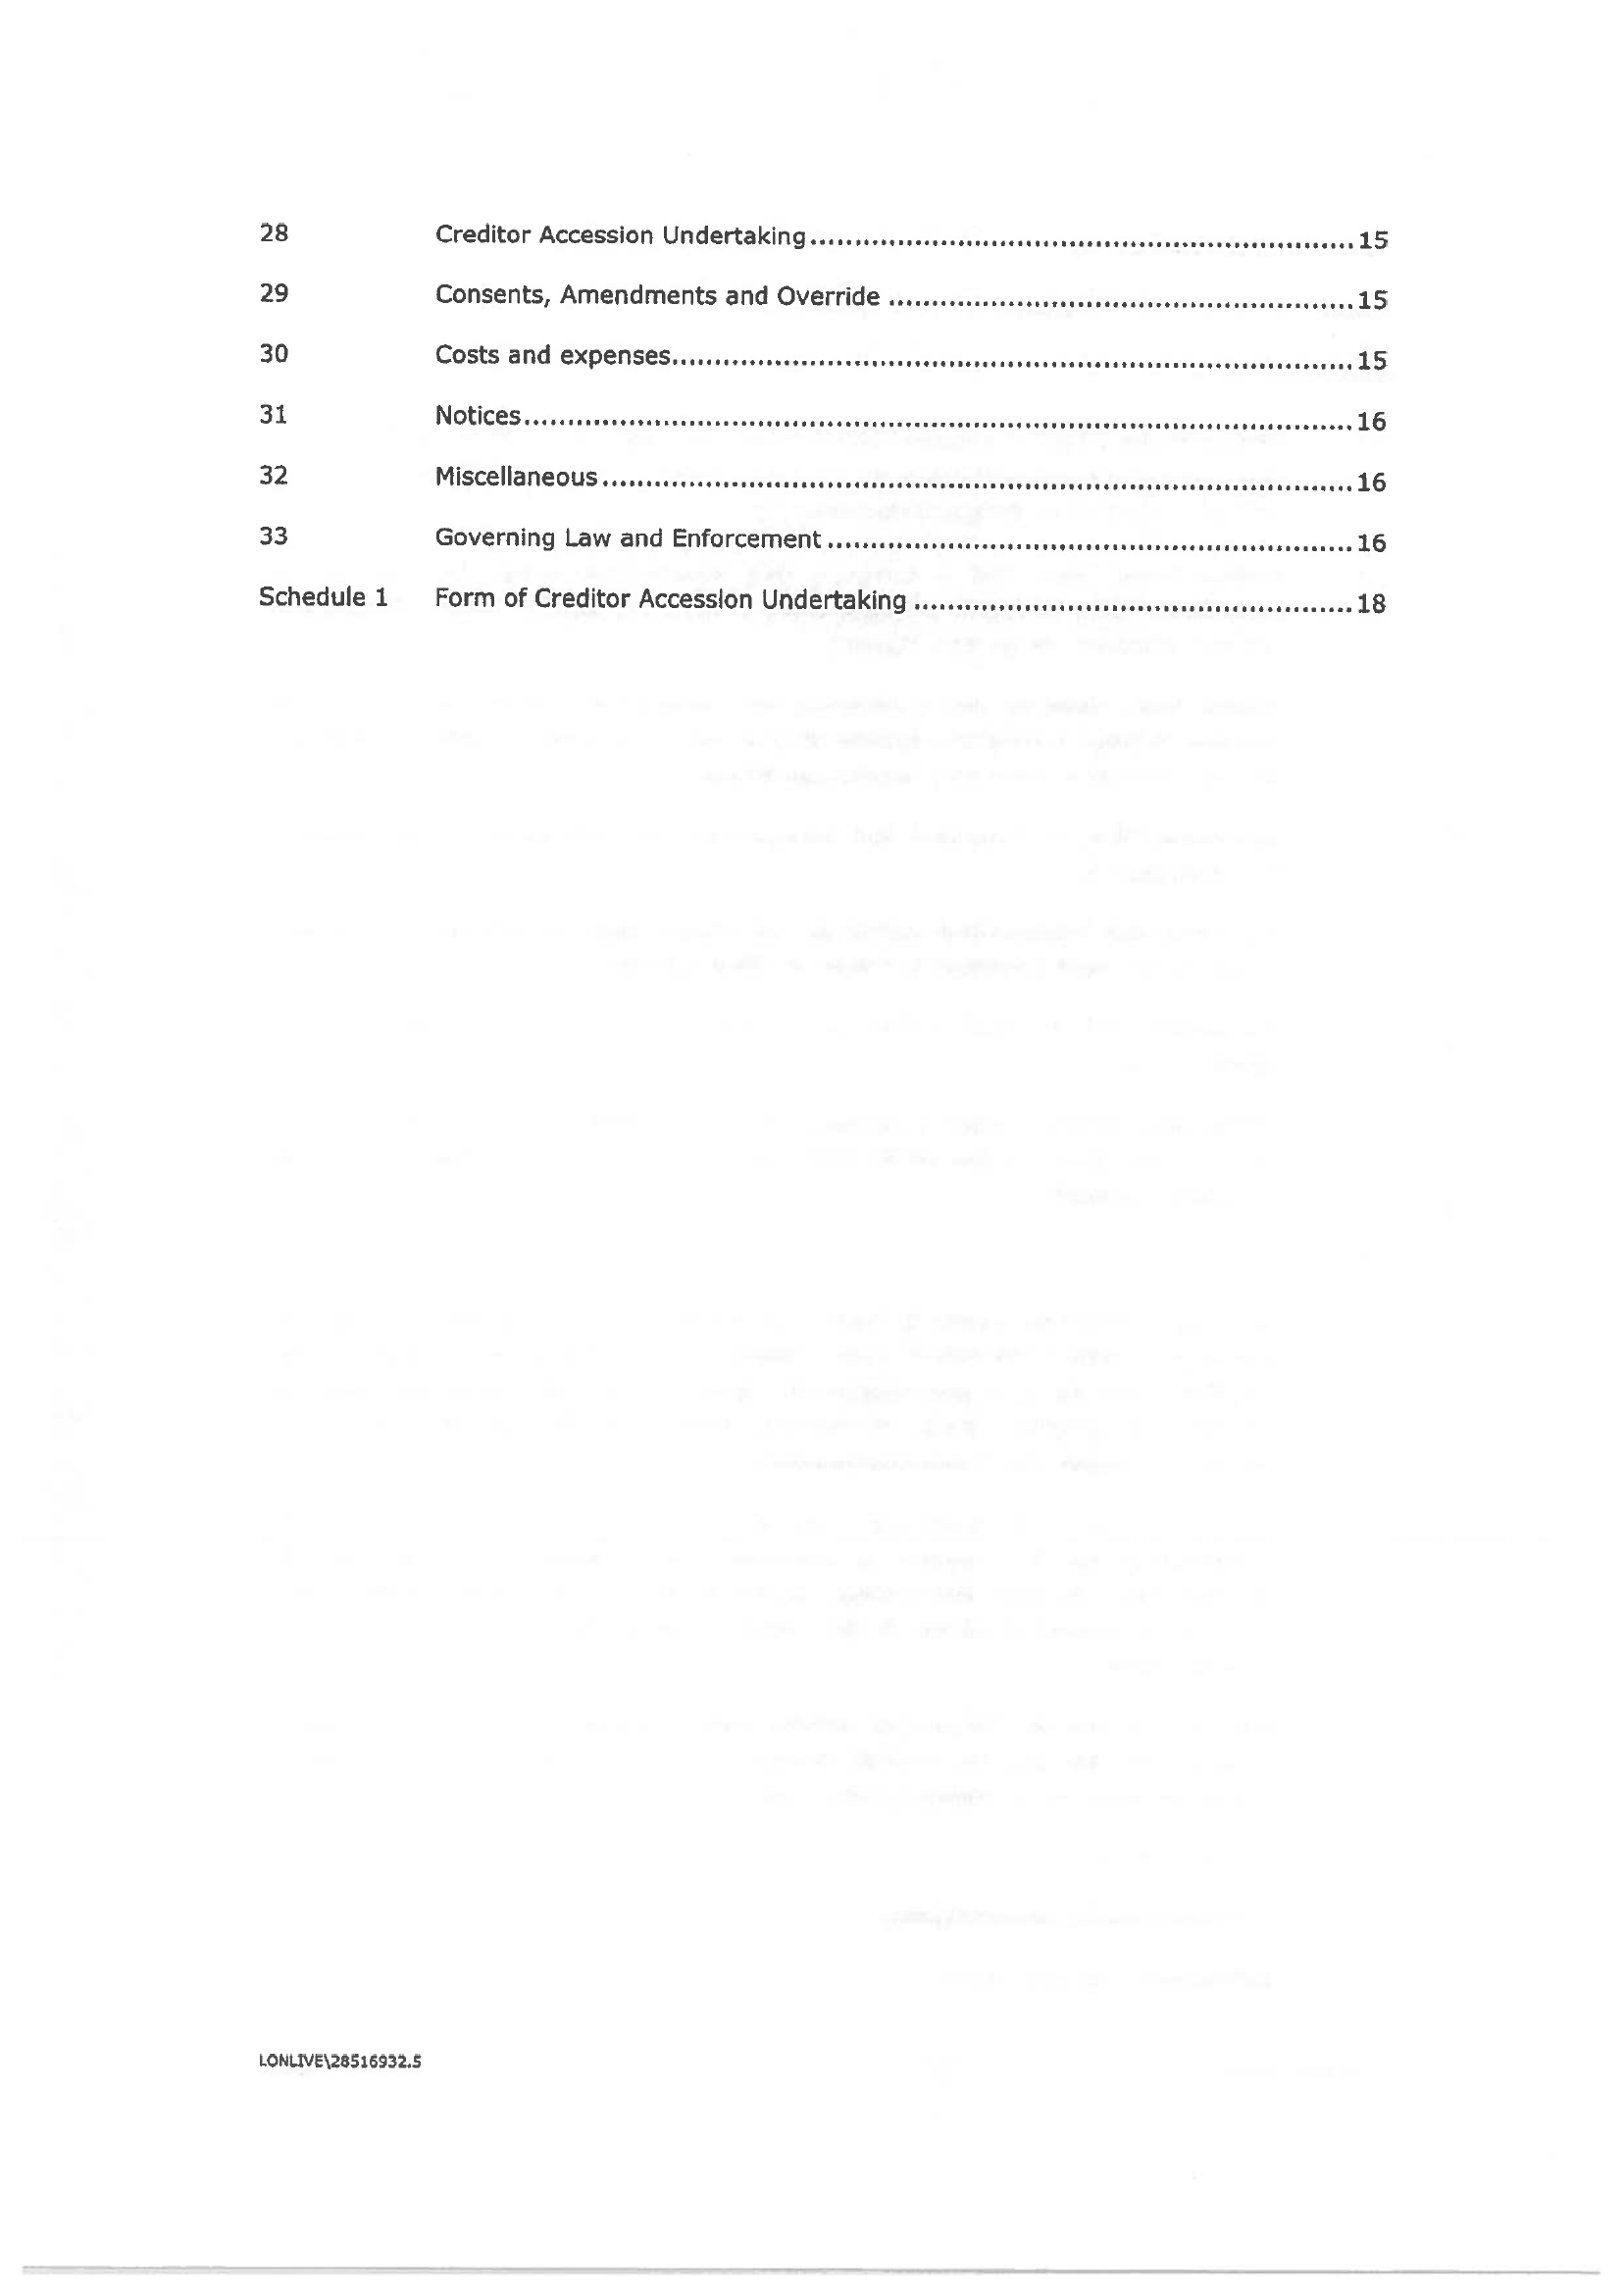 28 Creditor Accession Undertaking 15
29 Consents, Amendments and Override 15
30 Costs and expenses 15
31 Notices 16
32 Miscellaneous 16
33 Governing Law and Enforcement 16
Schedule 1 Form of Creditor Accession Undertaking 18
LONLIVE\28516932.5